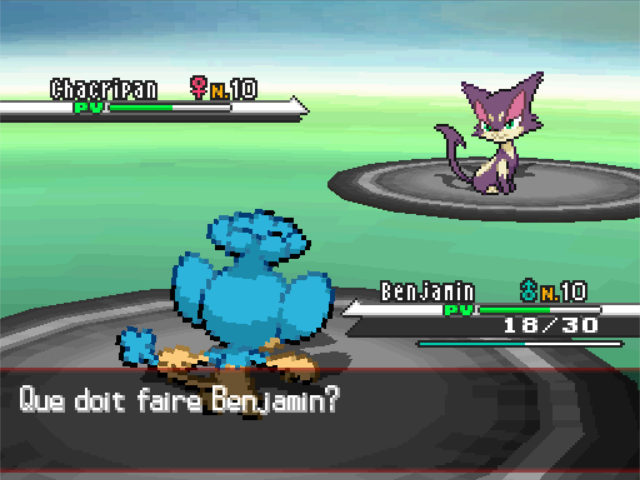 Chacripan ♀ N.10
PV
Benjamin ♂ N.10
PV
18/30
Que doit faire Benjamin?